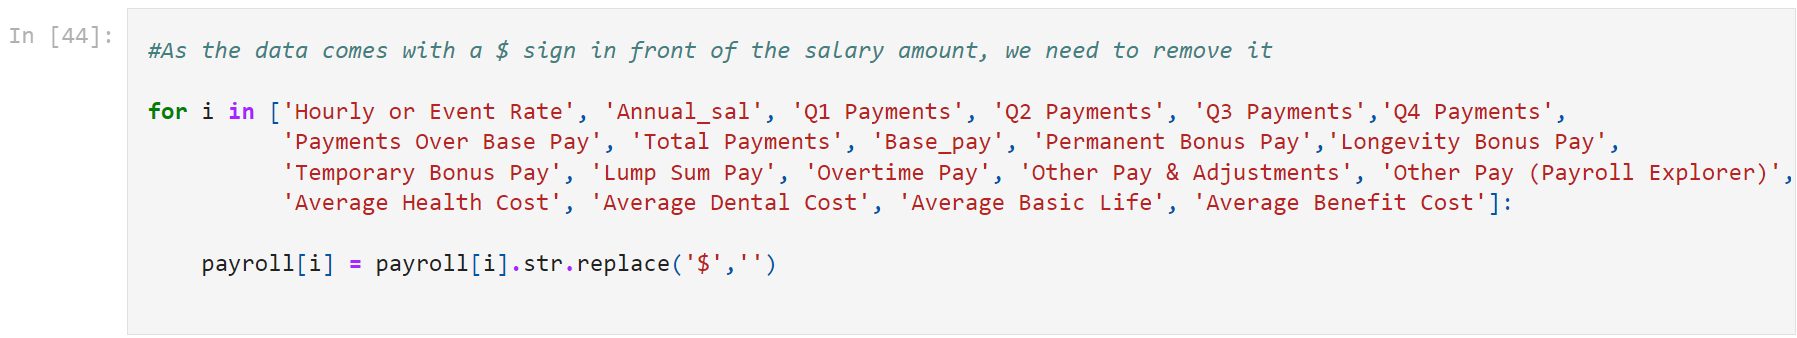 In [44]:
#As the data comes with a $ sign in front of the salary amount, we need to remove it
for i in ['Hourly or Event Rate', 'Annual_sal', 'Q1 Payments', 'Q2 Payments', 'Q3 Payments','Q4 Payments',
'Payments Over Base Pay', 'Total Payments', 'Base_pay', 'Permanent Bonus Pay','Longevity Bonus Pay',
'Temporary Bonus Pay', 'Lump Sum Pay', 'Overtime Pay', 'Other Pay & Adjustments', 'Other Pay (Payroll Explorer)',
'Average Health Cost', 'Average Dental Cost', 'Average Basic Life', 'Average Benefit Cost']:
payroll[i] = payroll[i].str.replace('$','')